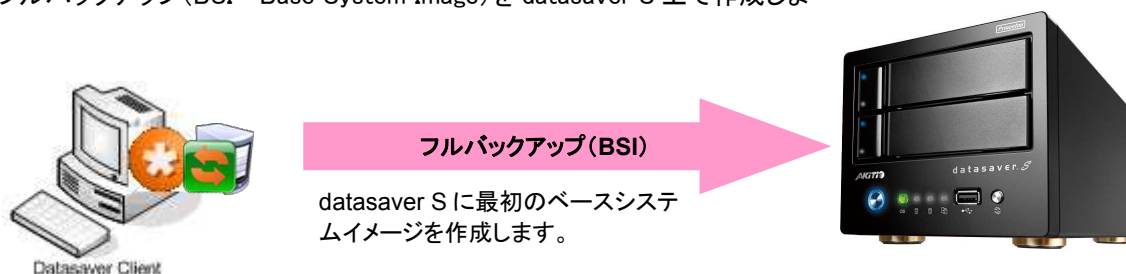 フルバックアップ（BSI Base System Image）を datasaver S 上で作成しま
フルバックアップ（BSI）
datasaver S に最初のベースシステ
ムイメージを作成します。
Datasaver Client
AKiTiO
datasaver.S